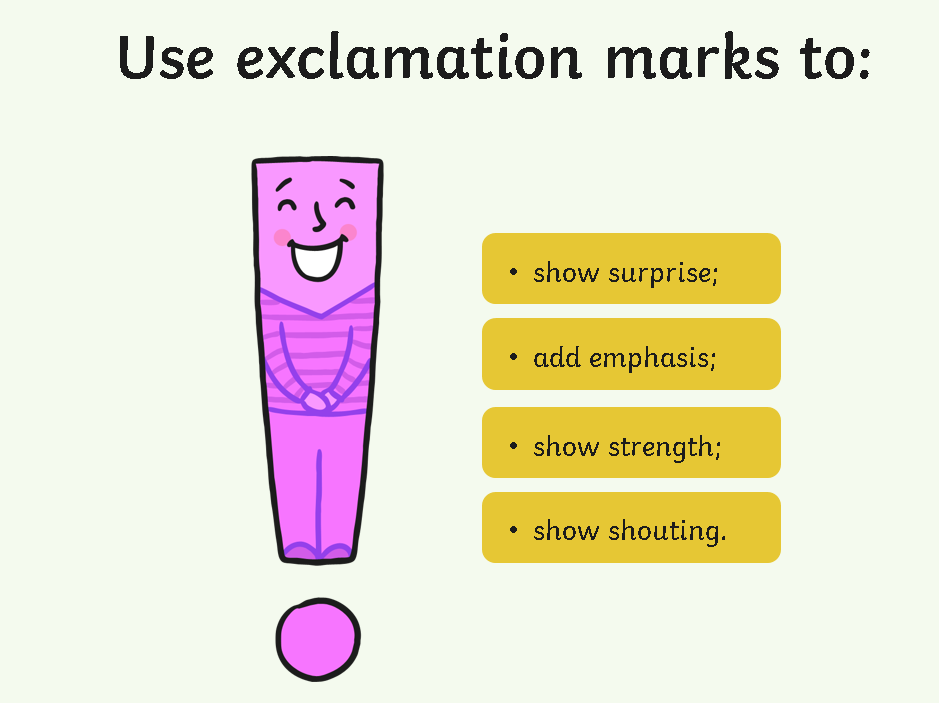 Use exclamation marks to:
• show surprise;
• add emphasis;
• show strength;
• show shouting.